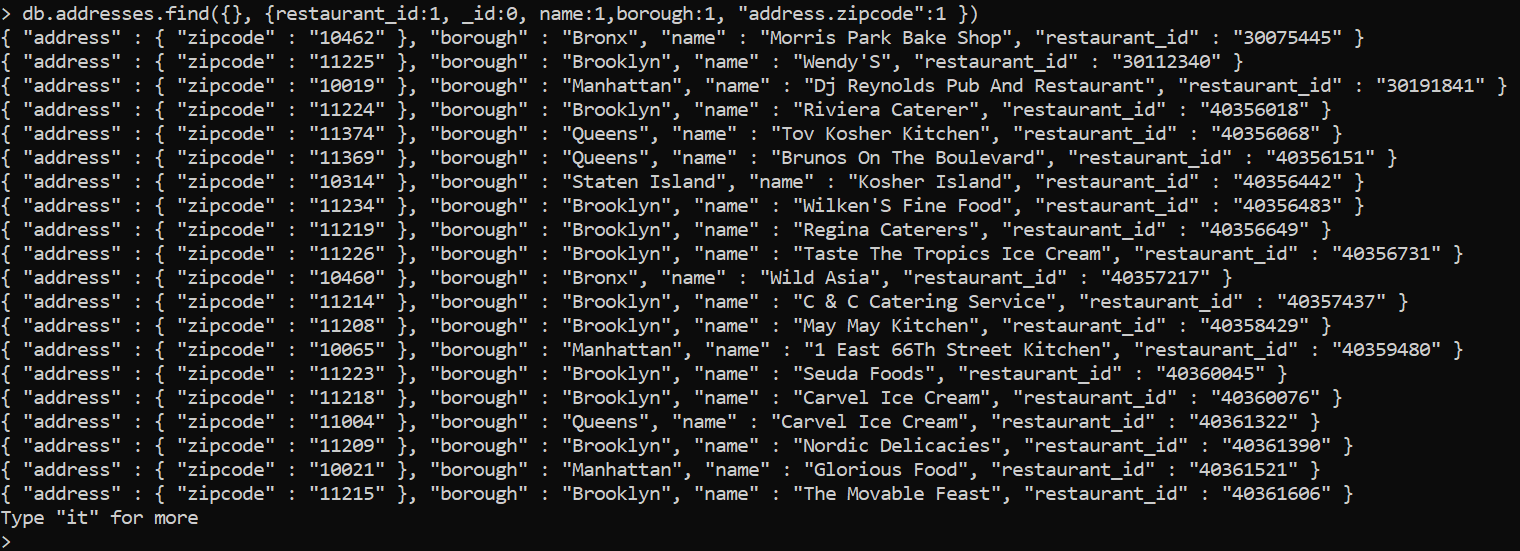 > db.addresses.find({}, {restaurant_id:1, _id:0, name:1,borough:1, "address.zipcode":1 })
{ "address" : { "zipcode" : "10462" }, "borough" : "Bronx", "name" : "Morris Park Bake Shop", "restaurant_id" : "30075445" }
{ "address" : { "zipcode" : "11225" }, "borough" : "Brooklyn", "name" : "Wendy'S", "restaurant_id" : "30112340" }
{ "address" : { "zipcode" : "10019" }, "borough" : "Manhattan", "name" : "Dj Reynolds Pub And Restaurant", "restaurant_id" : "30191841" }
{ "address" : { "zipcode" : "11224" }, "borough" : "Brooklyn", "name" : "Riviera Caterer", "restaurant_id" : "40356018" }
{ "address" : { "zipcode" : "11374" }, "borough" : "Queens", "name" : "Tov Kosher Kitchen", "restaurant_id" : "40356068" }
{ "address" : { "zipcode" : "11369" }, "borough" : "Queens", "name" : "Brunos On The Boulevard", "restaurant_id" : "40356151" }
{ "address" : { "zipcode" : "10314" }, "borough" : "Staten Island", "name" : "Kosher Island", "restaurant_id" : "40356442" }
{ "address" : { "zipcode" : "11234" }, "borough" : "Brooklyn", "name" : "Wilken'S Fine Food", "restaurant_id" : "40356483" }
{ "address" : { "zipcode" : "11219" }, "borough" : "Brooklyn", "name" : "Regina Caterers", "restaurant_id" : "40356649" }
{ "address" : { "zipcode" : "11226" }, "borough" : "Brooklyn", "name" : "Taste The Tropics Ice Cream", "restaurant_id" : "40356731" }
{ "address" : { "zipcode" : "10460" }, "borough" : "Bronx", "name" : "Wild Asia", "restaurant_id" : "40357217" }
{ "address" : { "zipcode" : "11214" }, "borough" : "Brooklyn", "name" : "C & C Catering Service", "restaurant_id" : "40357437" }
{ "address" : { "zipcode" : "11208" }, "borough" : "Brooklyn", "name" : "May May Kitchen", "restaurant_id" : "40358429" }
{ "address" : { "zipcode" : "10065" }, "borough" : "Manhattan", "name" : "1 East 66Th Street Kitchen", "restaurant_id" : "40359480" }
{ "address" : { "zipcode" : "11223" }, "borough" : "Brooklyn", "name" : "Seuda Foods", "restaurant_id" : "40360045" }
{ "address" : { "zipcode" : "11218" }, "borough" : "Brooklyn", "name" : "Carvel Ice Cream", "restaurant_id" : "40360076" }
{ "address" : { "zipcode" : "11004" }, "borough" : "Queens", "name" : "Carvel Ice Cream", "restaurant_id" : "40361322" }
{ "address" : { "zipcode" : "11209" }, "borough" : "Brooklyn", "name" : "Nordic Delicacies", "restaurant_id" : "40361390" }
{ "address" : { "zipcode" : "10021" }, "borough" : "Manhattan", "name" : "Glorious Food", "restaurant_id" : "40361521" }
{ "address" : { "zipcode" : "11215" }, "borough" : "Brooklyn", "name" : "The Movable Feast", "restaurant_id" : "40361606" }
Type "it" for more
>